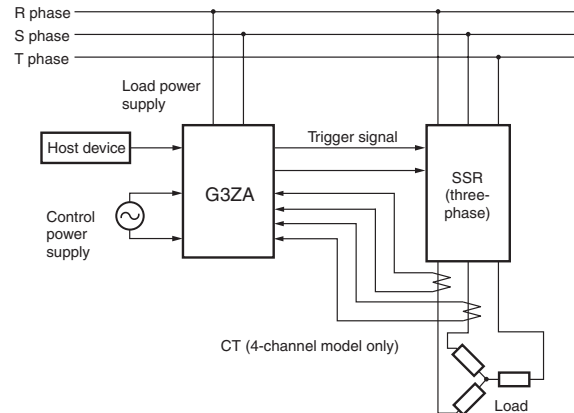 R phase
S phase
T phase
Load power
supply
Trigger signal
Host device
G3ZA
SSR
(three-
phase)
Control
power
supply
CT (4-channel model only)
Load